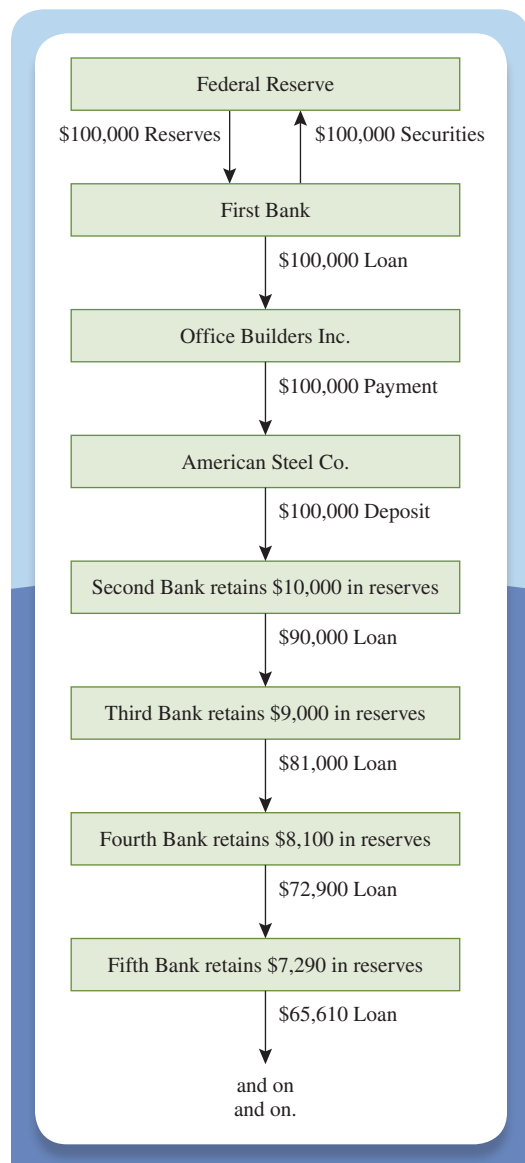 Federal Reserve
$100,000 Reserves
$100,000 Securities
First Bank
$100,000 Loan
Office Builders Inc.
$100,000 Payment
American Steel Co.
$100,000 Deposit
Second Bank retains $10,000 in reserves
$90,000 Loan
Third Bank retains $9,000 in reserves
$81,000 Loan
Fourth Bank retains $8,100 in reserves
$72,900 Loan
Fifth Bank retains $7,290 in reserves
$65,610 Loan
and on
and on.